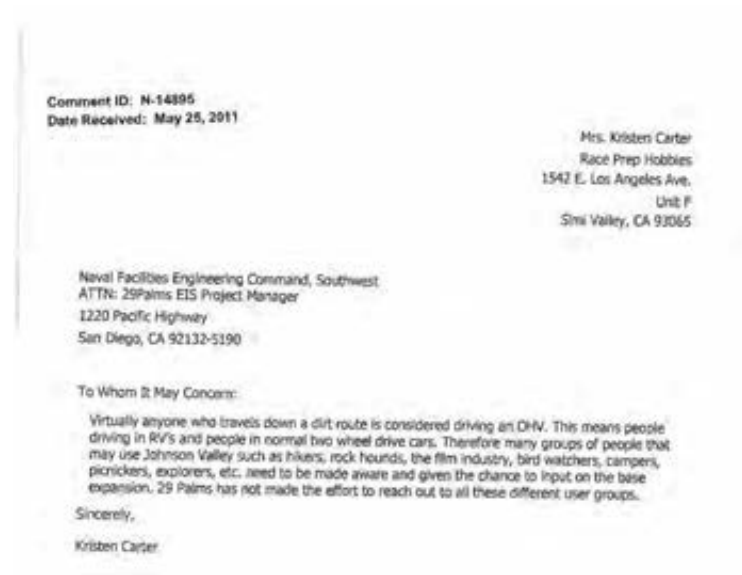 Comment ID: N-14895
Date Received: May 25, 2011
Mrs. Kristen Carter
Race Prep Hobbies
1542 E. Los Angeles Ave.
Unit F
Simi Valley, CA 93065
Naval Facilities Engineering Command, Southwest
ATTN: 29Palms EIS Project Manager
1220 Pacific Highway
San Diego, CA 92132-5190
To Whom It May Concern:
Virtually anyone who travels down a dirt route is considered driving an OHV. This means people
driving in RV's and people in normal two wheel drive cars. Therefore many groups of people that
may use Johnson Valley such as hikers, rock hounds, the film industry, bird watchers, campers,
picnickers, explorers, etc. need to be made aware and given the chance to input on the base
expansion. 29 Palms has not made the effort to reach out to all these different user groups.
Sincerely,
Kristen Carter